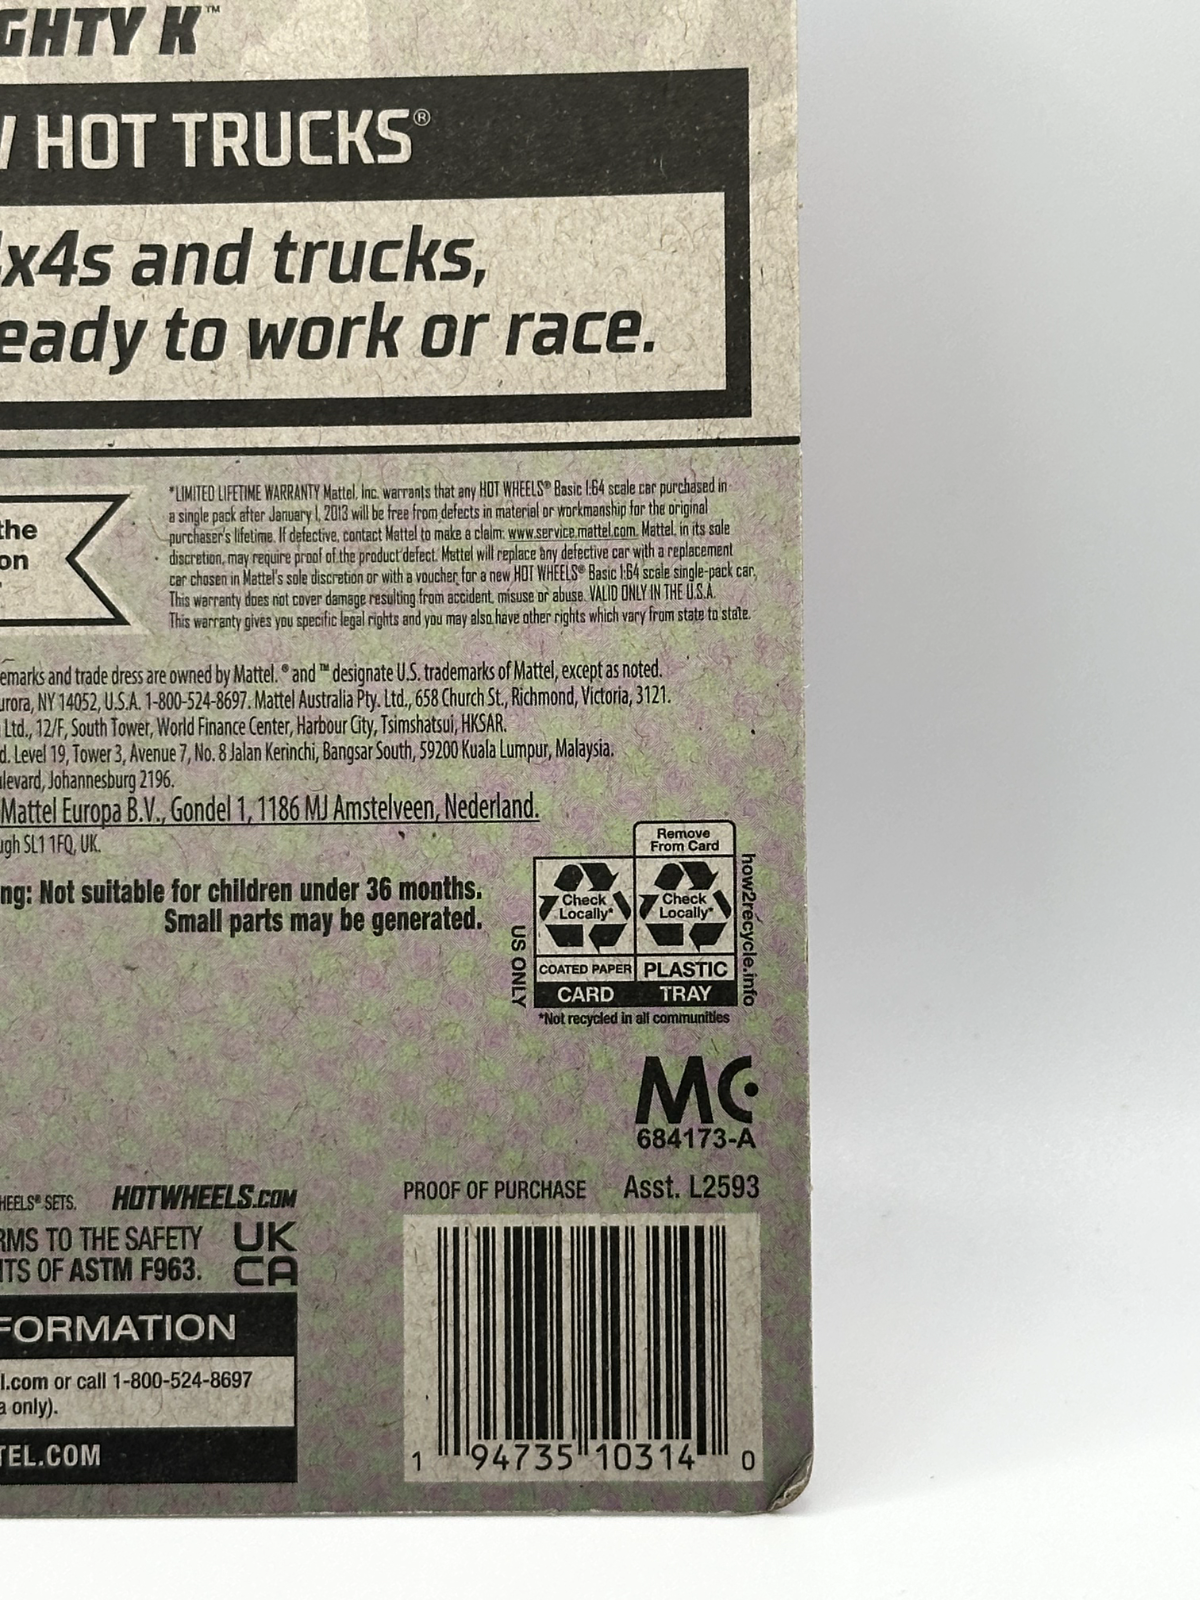 GHTY K™
HOT TRUCKS®
x4s and trucks,
eady to work or race.
the
on
*LIMITED LIFETIME WARRANTY Mattel, Inc. warrants that any HOT WHEELS® Basic 1:64 scale car purchased in
a single pack after January 1, 2013 will be free from defects in material or workmanship for the original
purchaser's lifetime. If defective, contact Mattel to make a claim: www.service.mattel.com. Mattel, in its sole
discretion, may require proof of the product defect. Mattel will replace any defective car with a replacement
car chosen in Mattel's sole discretion or with a voucher for a new HOT WHEELS® Basic 1:64 scale single-pack car.
This warranty does not cover damage resulting from accident, misuse or abuse. VALID ONLY IN THE U.S.A.
This warranty gives you specific legal rights and you may also have other rights which vary from state to state.
emarks and trade dress are owned by Mattel. ® and ™ designate U.S. trademarks of Mattel, except as noted.
urora, NY 14052, U.S.A. 1-800-524-8697. Mattel Australia Pty. Ltd., 658 Church St., Richmond, Victoria, 3121.
Ltd., 12/F, South Tower, World Finance Center, Harbour City, Tsimshatsui, HKSAR.
d. Level 19, Tower 3, Avenue 7, No. 8 Jalan Kerinchi, Bangsar South, 59200 Kuala Lumpur, Malaysia.
ulevard, Johannesburg 2196.
Mattel Europa B.V., Gondel 1, 1186 MJ Amstelveen, Nederland.
ugh SL1 1FQ, UK.
ng: Not suitable for children under 36 months.
Small parts may be generated.
Remove
From Card
Check
Locally*
Check
Locally*
COATED PAPER
PLASTIC
CARD
TRAY
US ONLY
how2recycle.info
*Not recycled in all communities
MC
684173-A
HEELS® SETS.
HOTWHEELS.COM
PROOF OF PURCHASE
Asst. L2593
RMS TO THE SAFETY
TS OF ASTM F963.
UK
CA
FORMATION
l.com or call 1-800-524-8697
a only).
TEL.COM
1 94735 10314 0